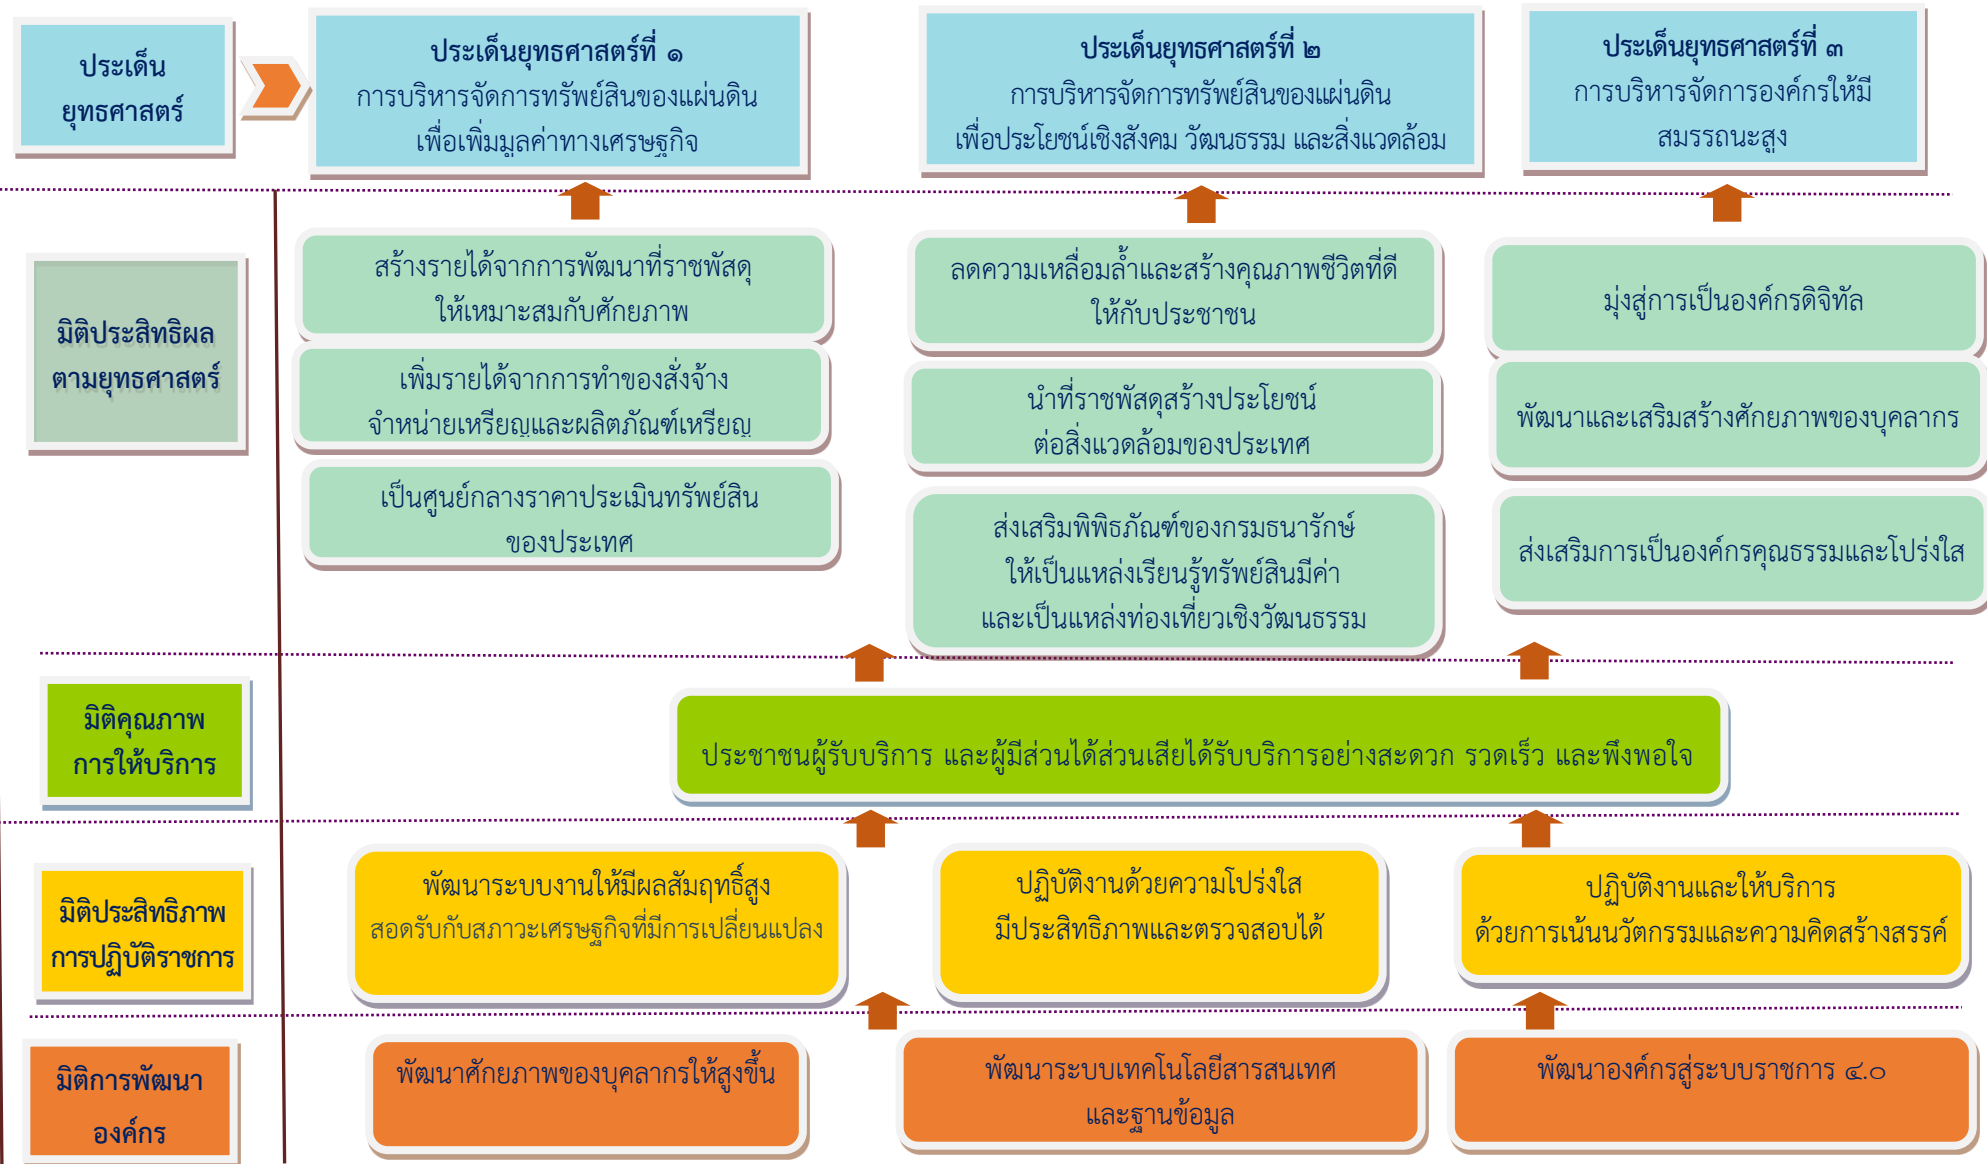 ประเด็น
ยุทธศาสตร์
ประเด็นยุทธศาสตร์ที่ ๑
การบริหารจัดการทรัพย์สินของแผ่นดิน
เพื่อเพิ่มมูลค่าทางเศรษฐกิจ
ประเด็นยุทธศาสตร์ที่ ๒
การบริหารจัดการทรัพย์สินของแผ่นดิน
เพื่อประโยชน์เชิงสังคม วัฒนธรรม และสิ่งแวดล้อม
ประเด็นยุทธศาสตร์ที่ ๓
การบริหารจัดการองค์กรให้มี
สมรรถนะสูง
มิติประสิทธิผล
ตามยุทธศาสตร์
สร้างรายได้จากการพัฒนาที่ราชพัสดุ
ให้เหมาะสมกับศักยภาพ
เพิ่มรายได้จากการทำของสั่งจ้าง
จำหน่ายเหรียญและผลิตภัณฑ์เหรียญ
เป็นศูนย์กลางราคาประเมินทรัพย์สิน
ของประเทศ
ลดความเหลื่อมล้ำและสร้างคุณภาพชีวิตที่ดี
ให้กับประชาชน
นำที่ราชพัสดุสร้างประโยชน์
ต่อสิ่งแวดล้อมของประเทศ
ส่งเสริมพิพิธภัณฑ์ของกรมธนารักษ์
ให้เป็นแหล่งเรียนรู้ทรัพย์สินมีค่า
และเป็นแหล่งท่องเที่ยวเชิงวัฒนธรรม
มุ่งสู่การเป็นองค์กรดิจิทัล
พัฒนาและเสริมสร้างศักยภาพของบุคลากร
ส่งเสริมการเป็นองค์กรคุณธรรมและโปร่งใส
มิติคุณภาพ
การให้บริการ
ประชาชนผู้รับบริการ และผู้มีส่วนได้ส่วนเสียได้รับบริการอย่างสะดวก รวดเร็ว และพึงพอใจ
มิติประสิทธิภาพ
การปฏิบัติราชการ
พัฒนาระบบงานให้มีผลสัมฤทธิ์สูง
สอดรับกับสภาวะเศรษฐกิจที่มีการเปลี่ยนแปลง
ปฏิบัติงานด้วยความโปร่งใส
มีประสิทธิภาพและตรวจสอบได้
ปฏิบัติงานและให้บริการ
ด้วยการเน้นนวัตกรรมและความคิดสร้างสรรค์
มิติการพัฒนา
องค์กร
พัฒนาศักยภาพของบุคลากรให้สูงขึ้น
พัฒนาระบบเทคโนโลยีสารสนเทศ
และฐานข้อมูล
พัฒนาองค์กรสู่ระบบราชการ ๔.๐